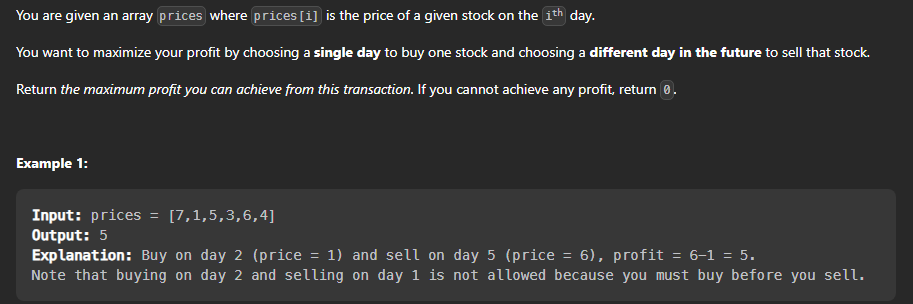 You are given an array prices where prices[i] is the price of a given stock on the ith day.
You want to maximize your profit by choosing a single day to buy one stock and choosing a different day in the future to sell that stock.
Return the maximum profit you can achieve from this transaction. If you cannot achieve any profit, return 0.
Example 1:
Input: prices = [7,1,5,3,6,4]
Output: 5
Explanation: Buy on day 2 (price = 1) and sell on day 5 (price = 6), profit = 6-1 = 5.
Note that buying on day 2 and selling on day 1 is not allowed because you must buy before you sell.